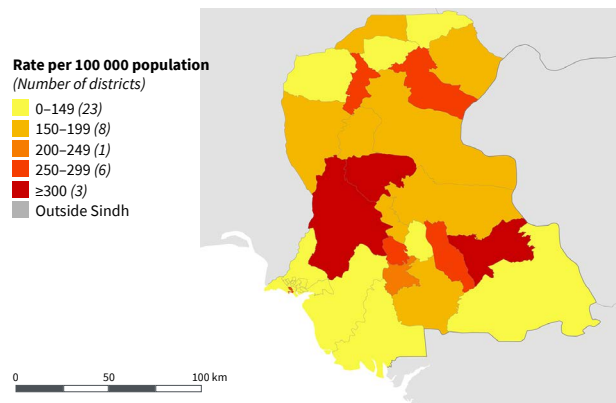 Rate per 100 000 population
(Number of districts)
0–149 (23)
150–199 (8)
200–249 (1)
250–299 (6)
≥300 (3)
Outside Sindh
0 50 100 km